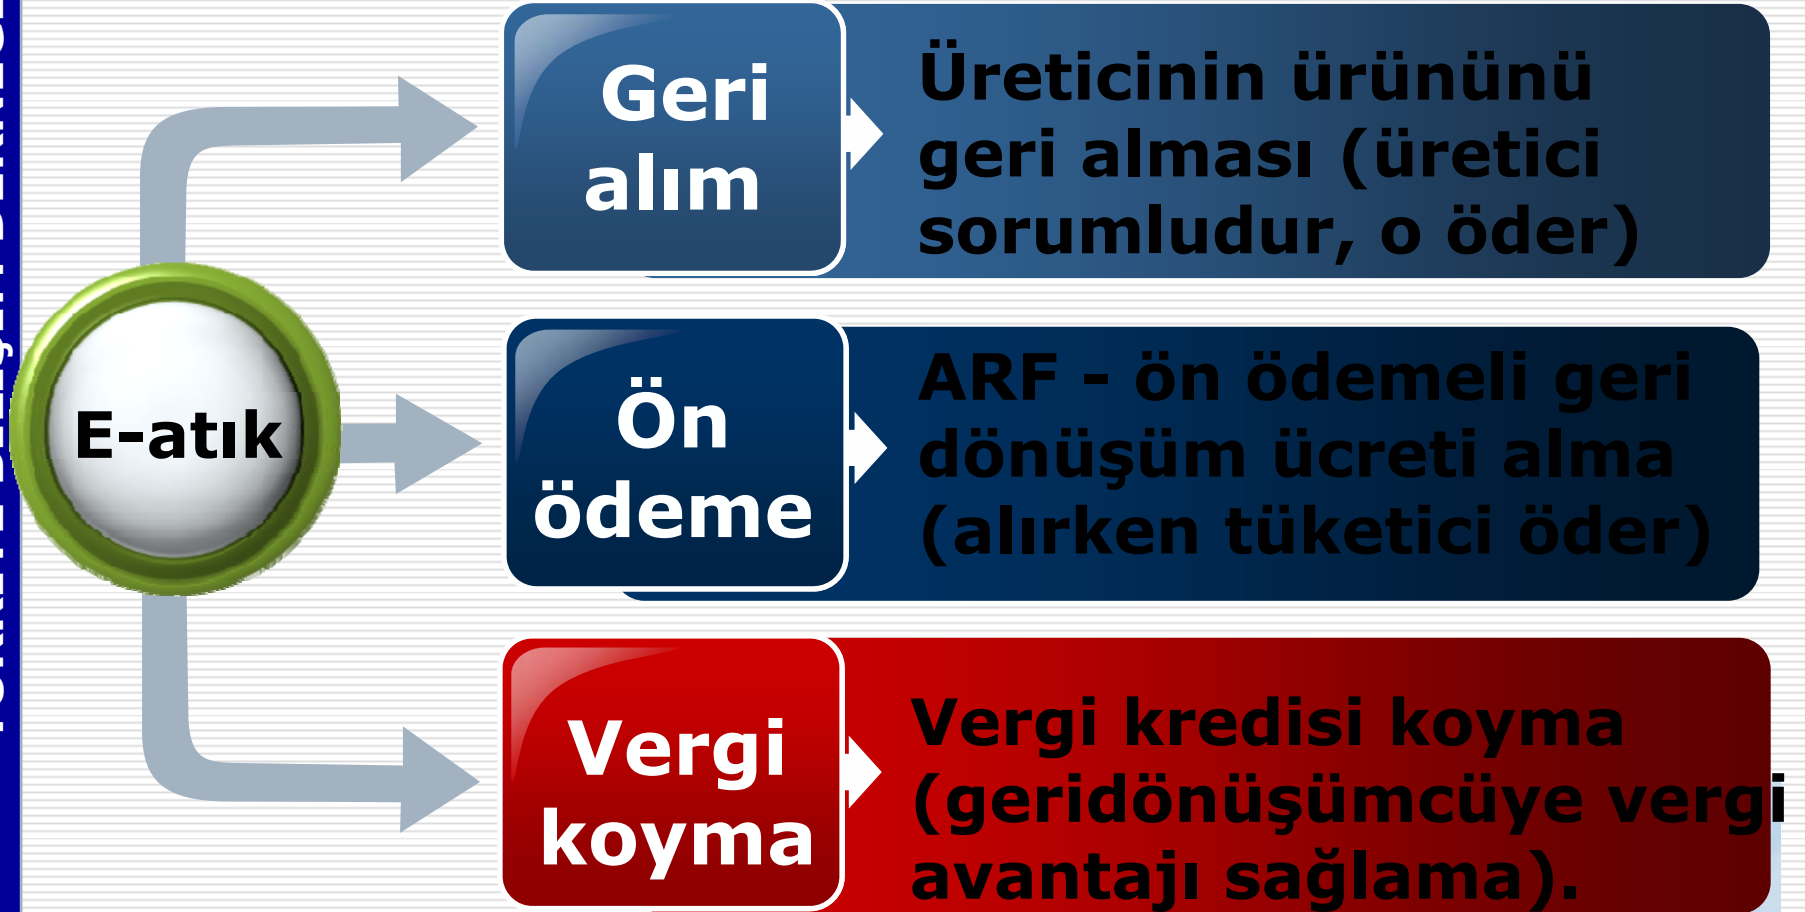 E-atık
Geri
alım
Üreticinin ürününü
geri alması (üretici
sorumludur, o öder)
Ön
ödeme
ARF - ön ödemeli geri
dönüşüm ücreti alma
(alırken tüketici öder)
Vergi
koyma
Vergi kredisi koyma
(geridönüşümcüye vergi
avantajı sağlama).